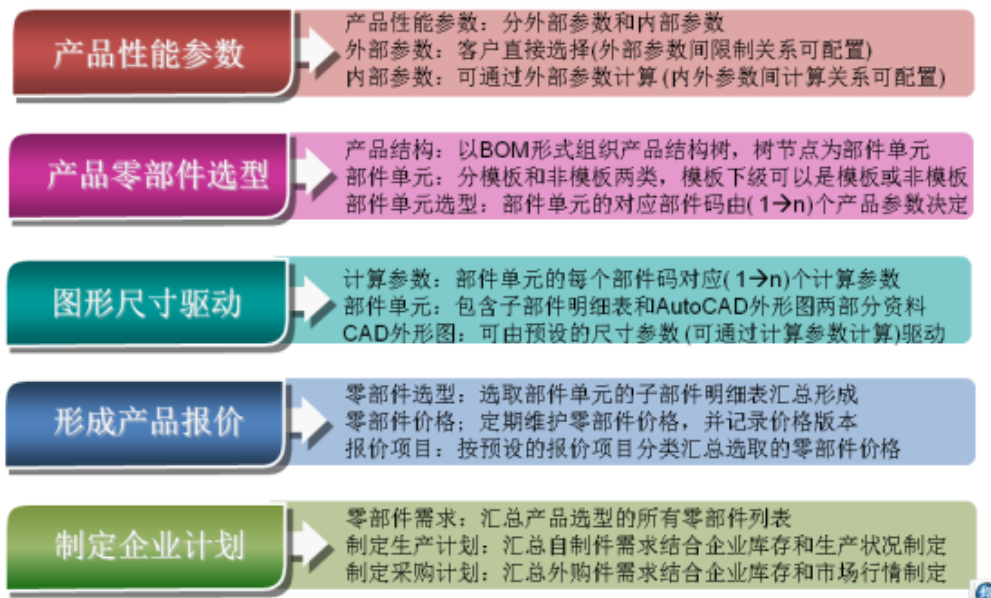 产品性能参数
产品性能参数：分外部参数和内部参数
外部参数：客户直接选择(外部参数间限制关系可配置)
内部参数：可通过外部参数计算(内外参数间计算关系可配置)
产品零部件选型
产品结构：以BOM形式组织产品结构树，树节点为部件单元
部件单元：分模板和非模板两类，模板下级可以是模板或非模板
部件单元选型：部件单元的对应部件码由(1→n)个产品参数决定
图形尺寸驱动
计算参数：部件单元的每个部件码对应(1→n)个计算参数
部件单元：包含子部件明细表和AutoCAD外形图两部分资料
CAD外形图：可由预设的尺寸参数(可通过计算参数计算)驱动
形成产品报价
零部件选型：选取部件单元的子部件明细表汇总形成
零部件价格；定期维护零部件价格，并记录价格版本
报价项目：按预设的报价项目分类汇总选取的零部件价格
制定企业计划
零部件需求：汇总产品选型的所有零部件列表
制定生产计划：汇总自制件需求结合企业库存和生产状况制定
制定采购计划：汇总外购件需求结合企业库存和市场行情制定